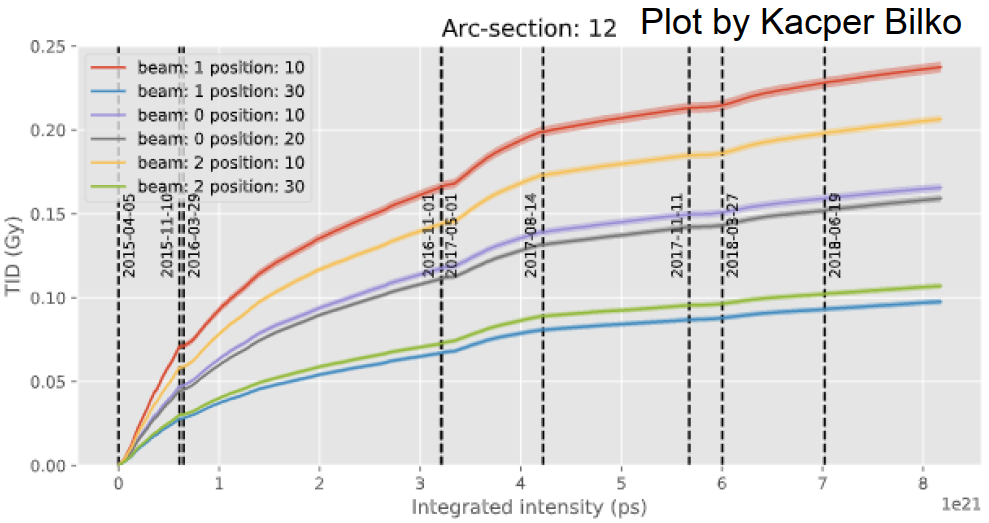 Arc-section: 12
Plot by Kacper Bilko
0.25
0.20
0.15
0.10
0.05
0.00
TID (Gy)
beam: 1 position: 10
beam: 1 position: 30
beam: 0 position: 10
beam: 0 position: 20
beam: 2 position: 10
beam: 2 position: 30
2015-04-05
2015-11-10
2016-03-29
2016-11-01
2017-05-01
2017-08-14
2017-11-11
2018-03-27
2018-06-19
0 1 2 3 4 5 6 7 8
1e21
Integrated intensity (ps)